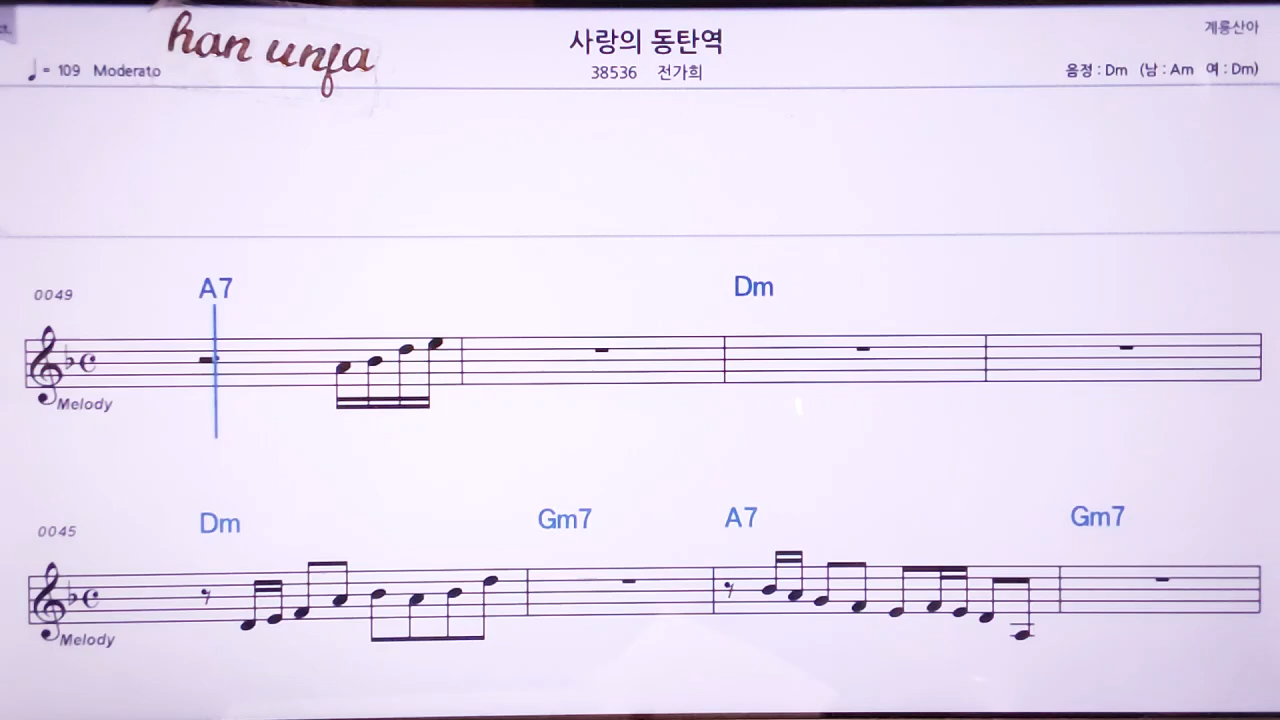 han unfa
사랑의 동탄역
계룡산아
♩= 109 Moderato
38536 전가희
음정 : Dm (남 : Am 여 : Dm)
0049
A7
Dm
Melody
0045
Dm
Gm7
A7
Gm7
Melody